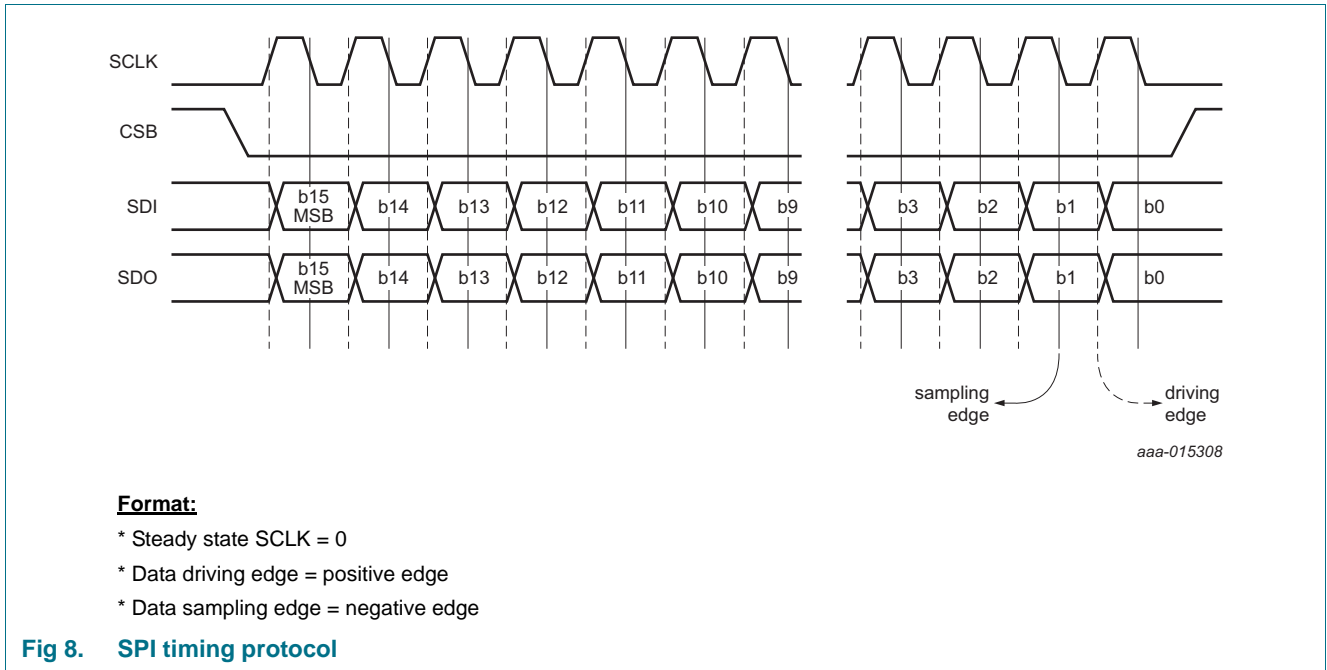 SCLK
CSB
SDI b15 MSB b14 b13 b12 b11 b10 b9 b3 b2 b1 b0
SDO b15 MSB b14 b13 b12 b11 b10 b9 b3 b2 b1 b0
sampling edge
driving edge
aaa-015308
Format:
* Steady state SCLK = 0
* Data driving edge = positive edge
* Data sampling edge = negative edge
Fig 8. SPI timing protocol